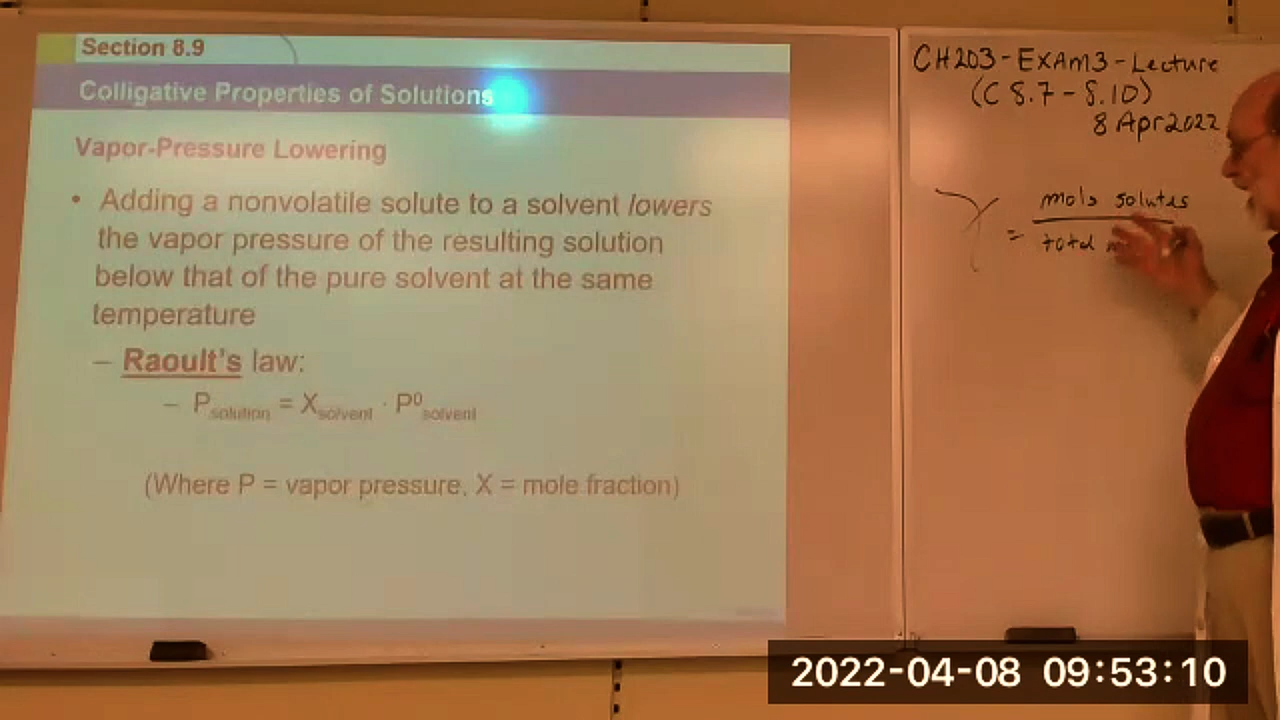 Section 8.9
Colligative Properties of Solutions
Vapor-Pressure Lowering
• Adding a nonvolatile solute to a solvent lowers
the vapor pressure of the resulting solution
below that of the pure solvent at the same
temperature
– Raoult's law:
– Psolution = Xsolvent · P⁰solvent
(Where P = vapor pressure, X = mole fraction)
CH203-EXAm3-Lecture
(C 8.7-8.10)
8 Apr2022
X = mols solutes
total
2022-04-08 09:53:10